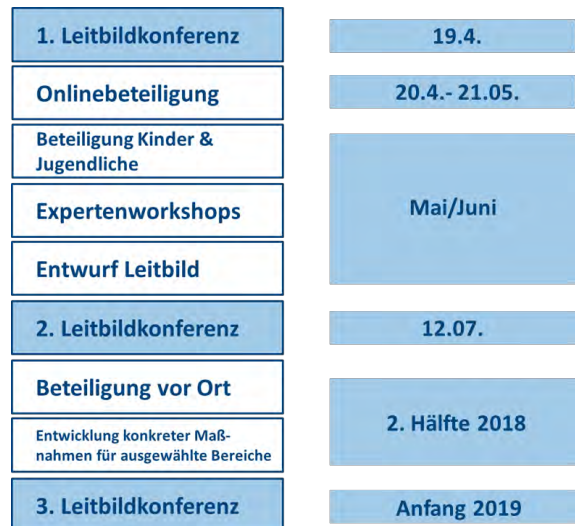 1. Leitbildkonferenz
19.4.
Onlinebeteiligung
20.4.- 21.05.
Beteiligung Kinder &
Jugendliche
Expertenworkshops
Entwurf Leitbild
Mai/Juni
2. Leitbildkonferenz
12.07.
Beteiligung vor Ort
Entwicklung konkreter Maß-
nahmen für ausgewählte Bereiche
2. Hälfte 2018
3. Leitbildkonferenz
Anfang 2019